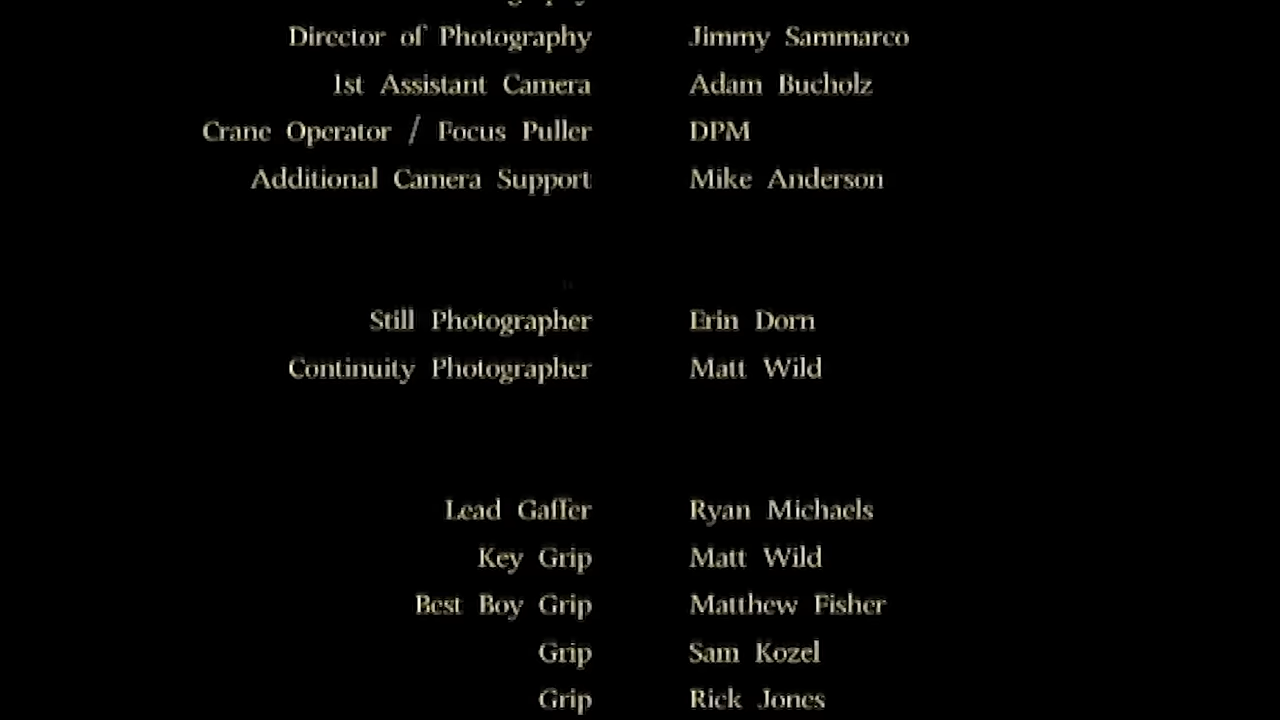 Director of Photography Jimmy Sammarco
1st Assistant Camera Adam Bucholz
Crane Operator / Focus Puller DPM
Additional Camera Support Mike Anderson
Still Photographer Erin Dorn
Continuity Photographer Matt Wild
Lead Gaffer Ryan Michaels
Key Grip Matt Wild
Best Boy Grip Matthew Fisher
Grip Sam Kozel
Grip Rick Jones